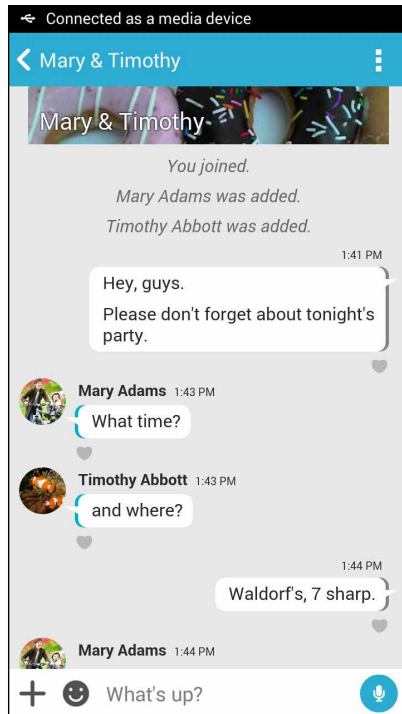 Connected as a media device
Mary & Timothy
Mary & Timothy
You joined.
Mary Adams was added.
Timothy Abbott was added.
1:41 PM
Hey, guys.
Please don't forget about tonight's
party.
Mary Adams 1:43 PM
What time?
Timothy Abbott 1:43 PM
and where?
1:44 PM
Waldorf's, 7 sharp.
Mary Adams 1:44 PM
What's up?